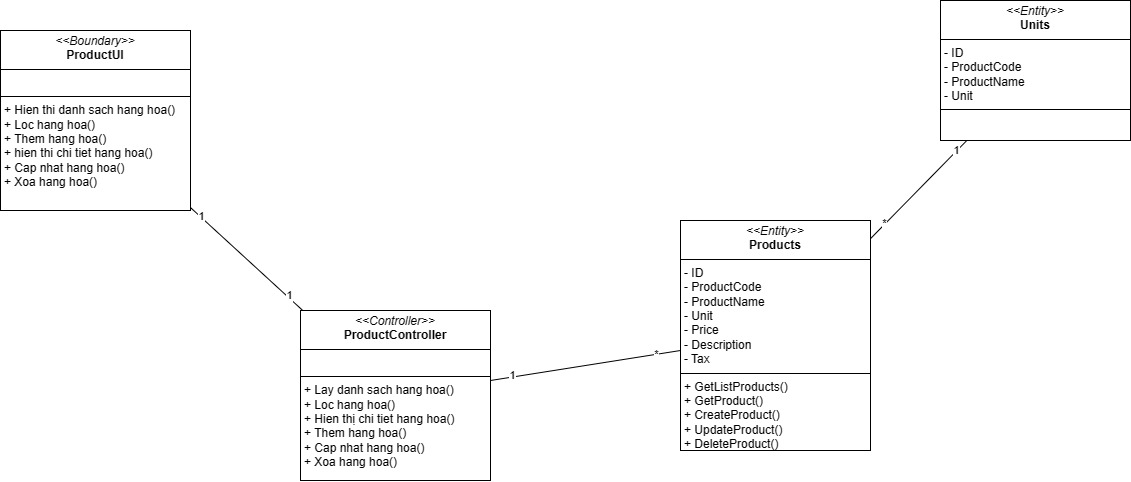 <<Boundary>>
ProductUI
+ Hien thi danh sach hang hoa()
+ Loc hang hoa()
+ Them hang hoa()
+ hien thi chi tiet hang hoa()
+ Cap nhat hang hoa()
+ Xoa hang hoa()
1
1
<<Controller>>
ProductController
+ Lay danh sach hang hoa()
+ Loc hang hoa()
+ Hien thị chi tiet hang hoa()
+ Them hang hoa()
+ Cap nhat hang hoa()
+ Xoa hang hoa()
1
*
<<Entity>>
Products
- ID
- ProductCode
- ProductName
- Unit
- Price
- Description
- Tax
+ GetListProducts()
+ GetProduct()
+ CreateProduct()
+ UpdateProduct()
+ DeleteProduct()
*
1
<<Entity>>
Units
- ID
- ProductCode
- ProductName
- Unit